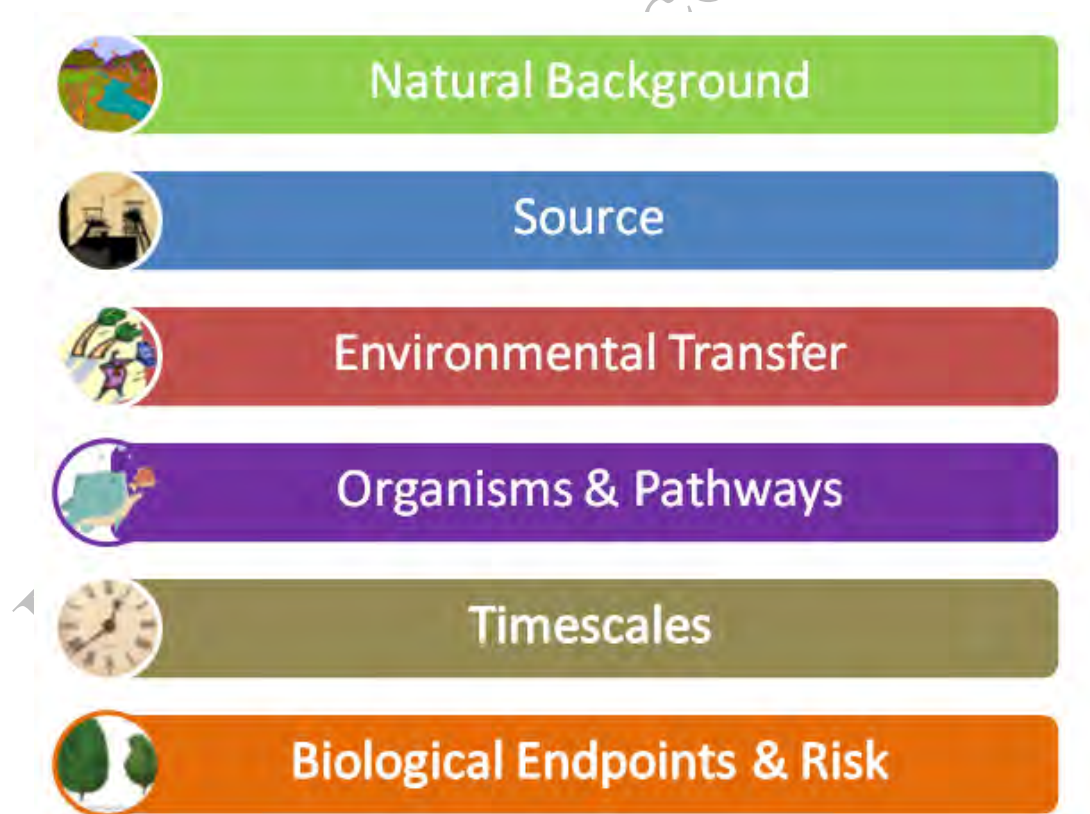 Natural Background
Source
Environmental Transfer
Organisms & Pathways
Timescales
Biological Endpoints & Risk